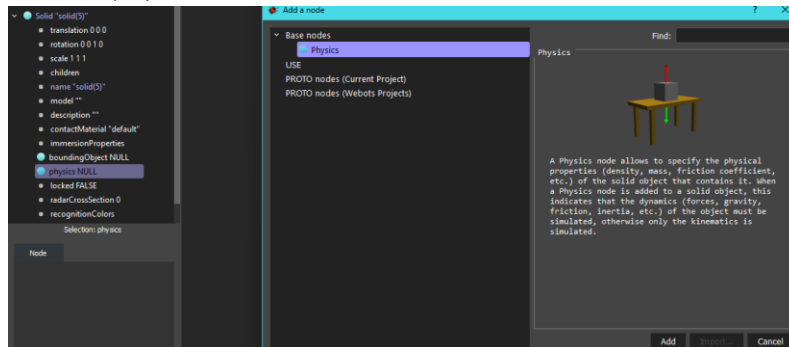 Solid "solid(5)"
translation 0 0 0
rotation 0 0 1 0
scale 1 1 1
children
name "solid(5)"
model ""
description ""
contactMaterial "default"
immersionProperties
boundingObject NULL
physics NULL
locked FALSE
radarCrossSection 0
recognitionColors
Selection: physics
Node
Add a node
? X
Base nodes
Physics
USE
PROTO nodes (Current Project)
PROTO nodes (Webots Projects)
Find:
Physics
A Physics node allows to specify the physical
properties (density, mass, friction coefficient,
etc.) of the solid object that contains it. When
a Physics node is added to a solid object, this
indicates that the dynamics (forces, gravity,
friction, inertia, etc.) of the object must be
simulated, otherwise only the kinematics is
simulated.
Add Import... Cancel